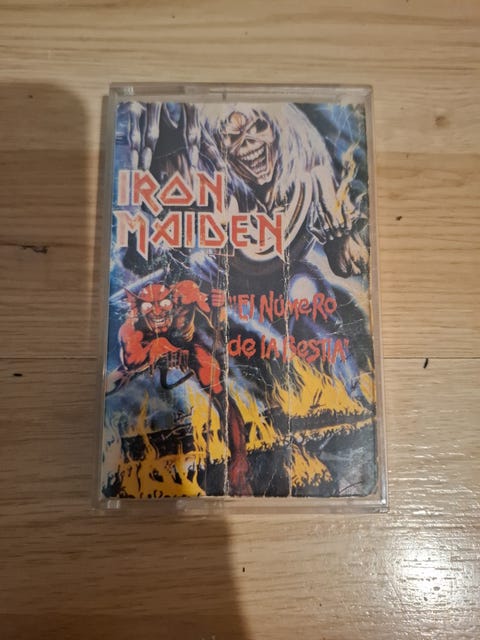 IRON
MAIDEN
"El NúmeRo
de lA BestiA"